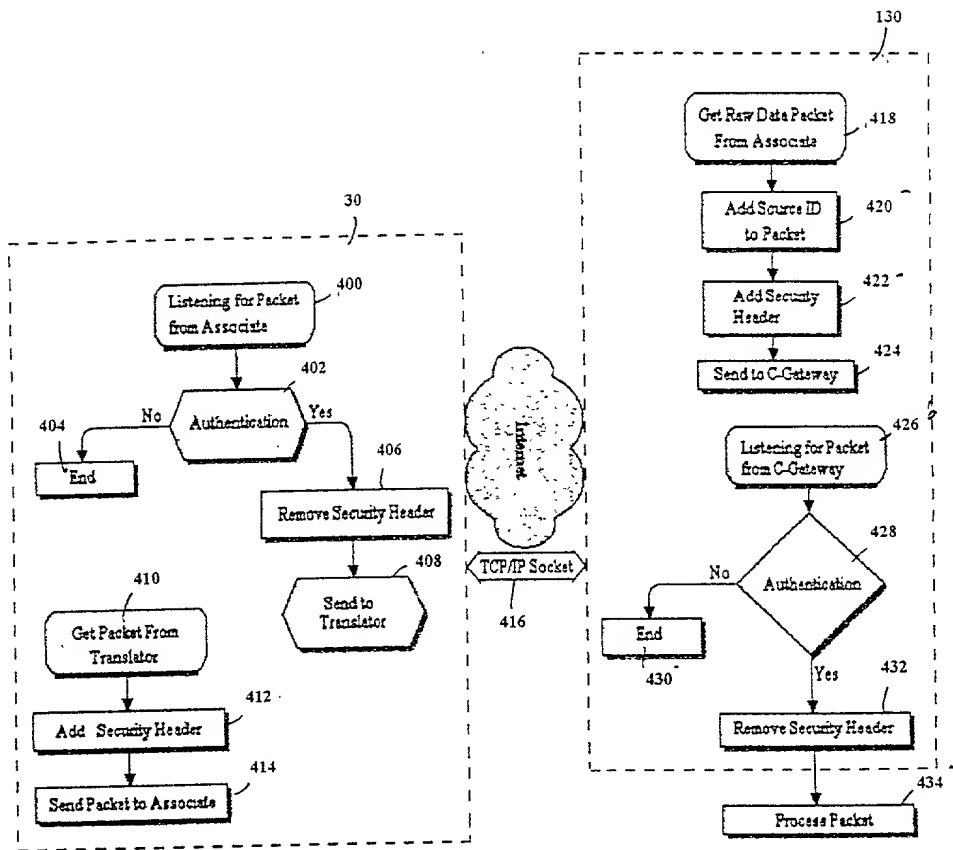 130
Get Raw Data Packet
From Associate
418
Add Source ID
to Packet
420
Add Security
Header
422
Send to C-Gateway
424
Listening for Packet
from C-Gateway
426
Authentication
428
No
End
430
Yes
Remove Security Header
432
Process Packet
434
30
Listening for Packet
from Associate
400
Authentication
402
No
Yes
404
End
406
Remove Security Header
408
Send to
Translator
410
Get Packet From
Translator
412
Add Security Header
414
Send Packet to Associate
Internet
TCP/IP Socket
416